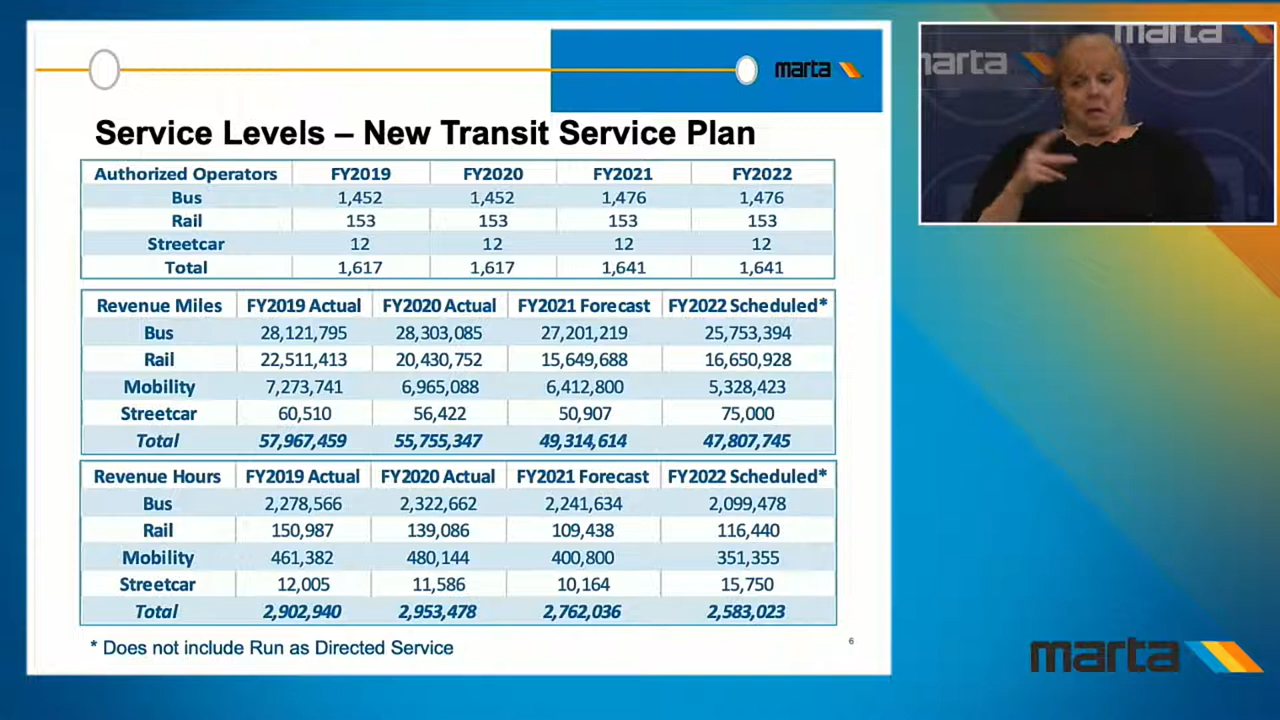 marta
Service Levels – New Transit Service Plan
Authorized Operators FY2019 FY2020 FY2021 FY2022
Bus 1,452 1,452 1,476 1,476
Rail 153 153 153 153
Streetcar 12 12 12 12
Total 1,617 1,617 1,641 1,641
Revenue Miles FY2019 Actual FY2020 Actual FY2021 Forecast FY2022 Scheduled*
Bus 28,121,795 28,303,085 27,201,219 25,753,394
Rail 22,511,413 20,430,752 15,649,688 16,650,928
Mobility 7,273,741 6,965,088 6,412,800 5,328,423
Streetcar 60,510 56,422 50,907 75,000
Total 57,967,459 55,755,347 49,314,614 47,807,745
Revenue Hours FY2019 Actual FY2020 Actual FY2021 Forecast FY2022 Scheduled*
Bus 2,278,566 2,322,662 2,241,634 2,099,478
Rail 150,987 139,086 109,438 116,440
Mobility 461,382 480,144 400,800 351,355
Streetcar 12,005 11,586 10,164 15,750
Total 2,902,940 2,953,478 2,762,036 2,583,023
* Does not include Run as Directed Service
6
marta
marta
marta